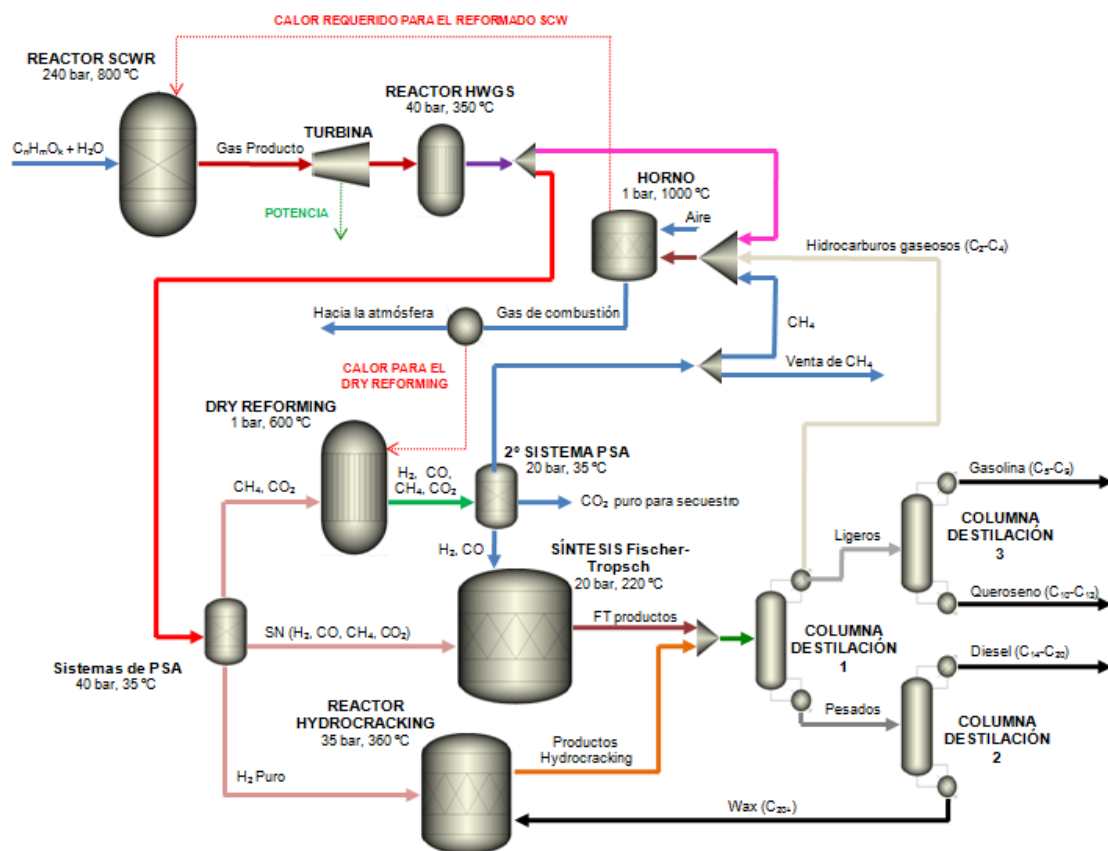 CALOR REQUERIDO PARA EL REFORMADO SCW
REACTOR SCWR
240 bar, 800 ºC
REACTOR HWGS
40 bar, 350 ºC
TURBINA
CₙHₘOₖ + H₂O
Gas Producto
POTENCIA
HORNO
1 bar, 1000 ºC
Aire
Hidrocarburos gaseosos (C₂-C₄)
Hacia la atmósfera
Gas de combustión
CH₄
Venta de CH₄
CALOR PARA EL
DRY REFORMING
DRY REFORMING
1 bar, 600 ºC
2º SISTEMA PSA
20 bar, 35 ºC
H₂, CO,
CH₄, CO₂
CH₄, CO₂
CO₂ puro para secuestro
H₂, CO
Gasolina (C₅-C₉)
COLUMNA
DESTILACIÓN
3
Ligeros
Queroseno (C₁₀-C₁₂)
SÍNTESIS Fischer-
Tropsch
20 bar, 220 ºC
FT productos
SN (H₂, CO, CH₄, CO₂)
Sistemas de PSA
40 bar, 35 ºC
COLUMNA
DESTILACIÓN
1
Diesel (C₁₄-C₂₀)
Pesados
COLUMNA
DESTILACIÓN
2
REACTOR
HYDROCRACKING
35 bar, 360 ºC
Productos
Hydrocracking
H₂ Puro
Wax (C₂₀₊)